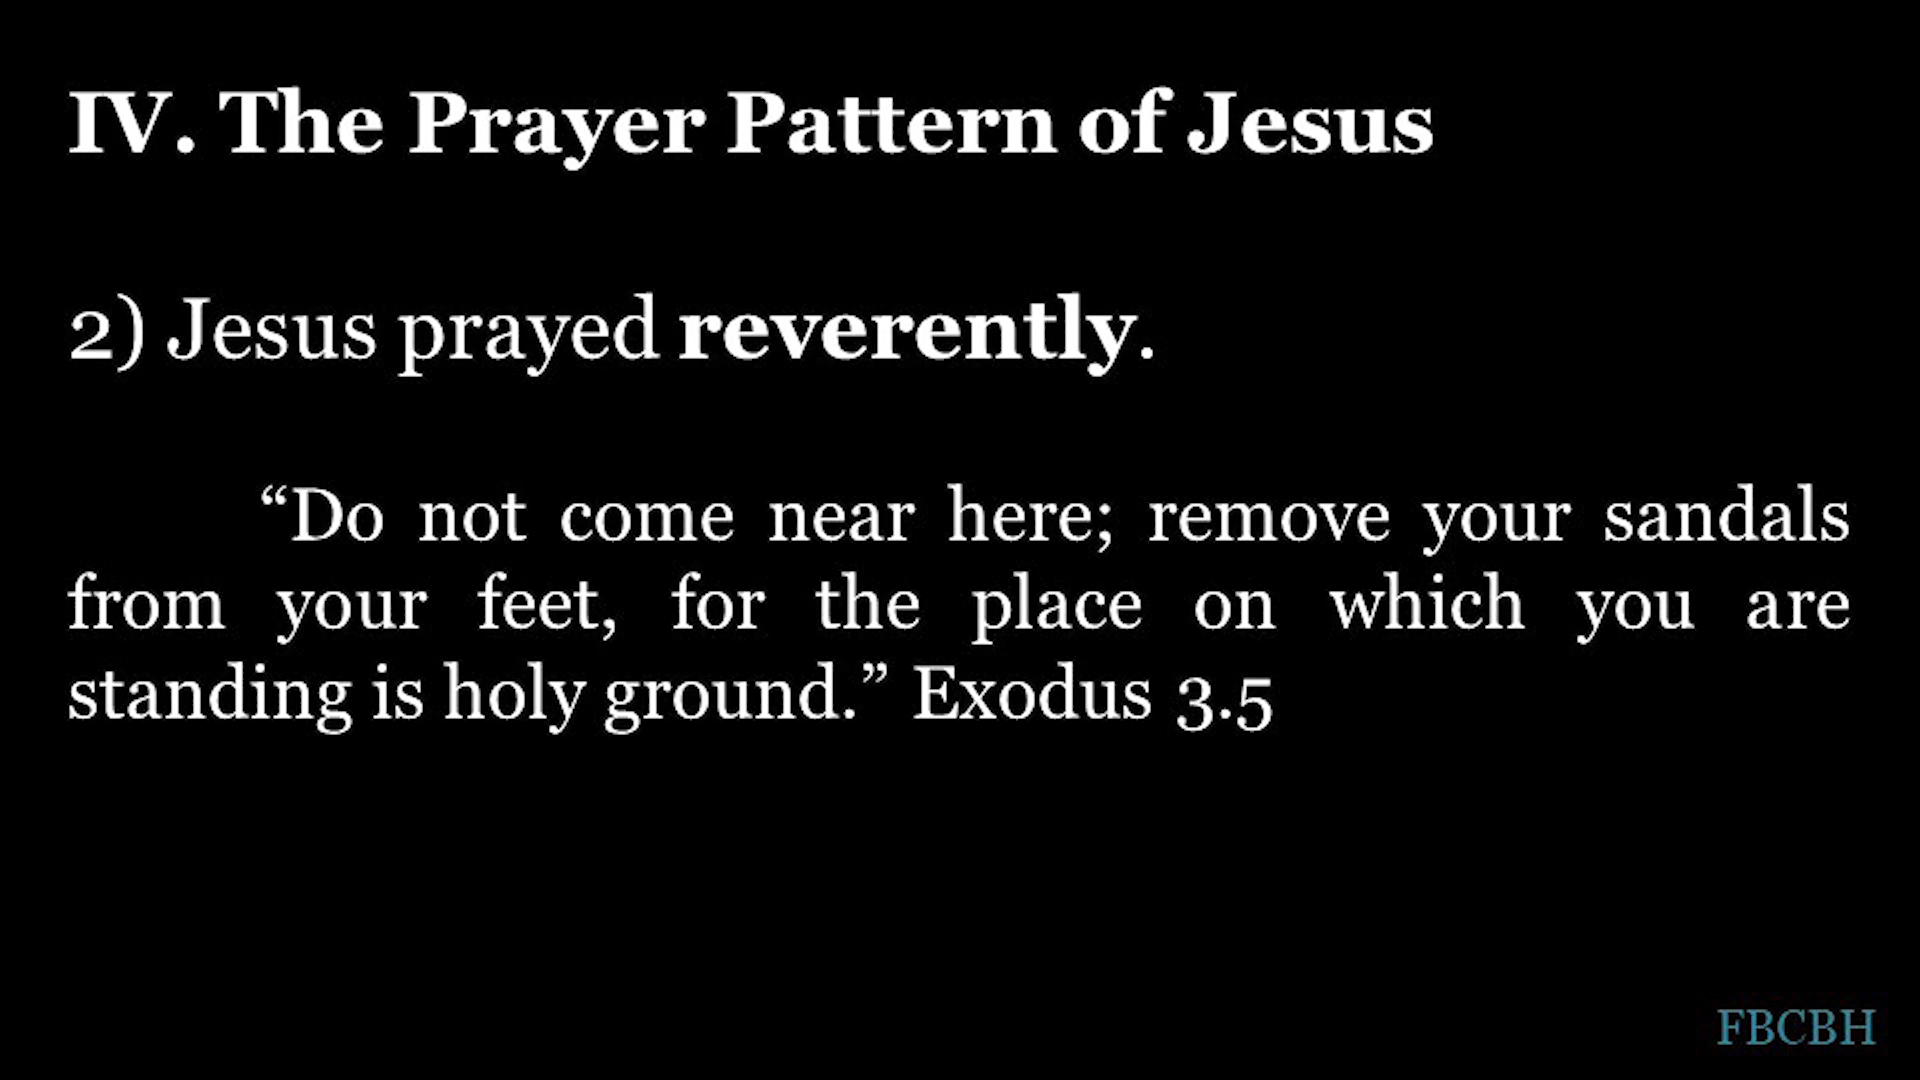 IV. The Prayer Pattern of Jesus
2) Jesus prayed reverently.
“Do not come near here; remove your sandals
from your feet, for the place on which you are
standing is holy ground.” Exodus 3.5
FBCBH